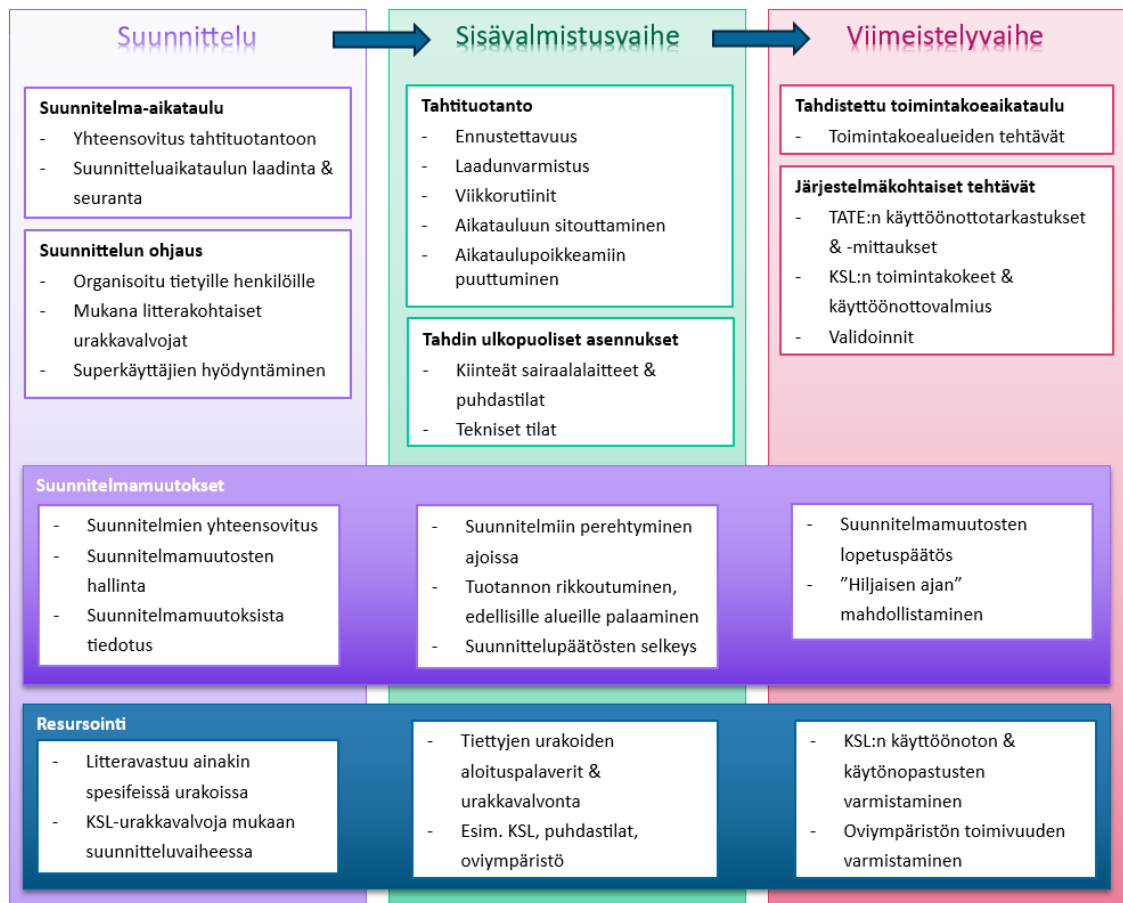 Suunnittelu
Sisävalmistusvaihe
Viimeistelyvaihe
Suunnitelma-aikataulu
- Yhteensovitus tahtituotantoon
- Suunnitteluaikataulun laadinta &
seuranta
Suunnittelun ohjaus
- Organisoitu tietyille henkilöille
- Mukana litterakohtaiset
urakkavalvojat
- Superkäyttäjien hyödyntäminen
Tahtituotanto
- Ennustettavuus
- Laadunvarmistus
- Viikkorutiinit
- Aikatauluun sitouttaminen
- Aikataulupoikkeamiin
puuttuminen
Tahdin ulkopuoliset asennukset
- Kiinteät sairaalalaitteet &
puhdastilat
- Tekniset tilat
Tahdistettu toimintakoeaikataulu
- Toimintakoealueiden tehtävät
Järjestelmäkohtaiset tehtävät
- TATE:n käyttöönottotarkastukset
& -mittaukset
- KSL:n toimintakokeet &
käyttöönottovalmius
- Validoinnit
Suunnitelmamuutokset
- Suunnitelmien yhteensovitus
- Suunnitelmamuutosten
hallinta
- Suunnitelmamuutoksista
tiedotus
- Suunnitelmiin perehtyminen
ajoissa
- Tuotannon rikkoutuminen,
edellisille alueille palaaminen
- Suunnittelupäätösten selkeys
- Suunnitelmamuutosten
lopetuspäätös
- ”Hiljaisen ajan”
mahdollistaminen
Resursointi
- Litteravastuu ainakin
spesifeissä urakoissa
- KSL-urakkavalvoja mukaan
suunnitteluvaiheessa
- Tiettyjen urakoiden
aloituspalaverit &
urakkavalvonta
- Esim. KSL, puhdastilat,
oviympäristö
- KSL:n käyttöönoton &
käytönopastusten
varmistaminen
- Oviympäristön toimivuuden
varmistaminen